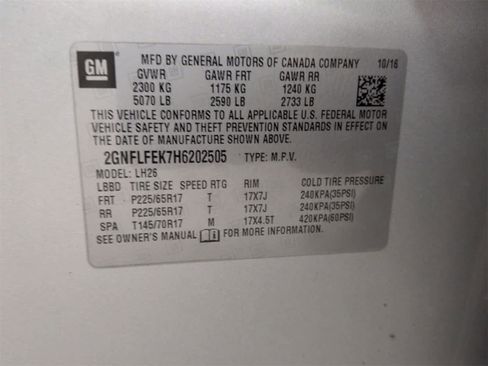 GM MFD BY GENERAL MOTORS OF CANADA COMPANY 10/16
GVWR GAWR FRT GAWR RR
2300 KG 1175 KG 1240 KG
5070 LB 2590 LB 2733 LB
THIS VEHICLE CONFORMS TO ALL APPLICABLE U.S. FEDERAL MOTOR
VEHICLE SAFETY AND THEFT PREVENTION STANDARDS IN EFFECT ON
THE DATE OF MANUFACTURE SHOWN ABOVE.
2GNFLFEK7H6202505 TYPE: M.P.V.
MODEL: LH26
LBBD TIRE SIZE SPEED RTG RIM COLD TIRE PRESSURE
FRT P225/65R17 T 17X7J 240KPA(35PSI)
RR P225/65R17 T 17X7J 240KPA(35PSI)
SPA T145/70R17 M 17X4.5T 420KPA(60PSI)
SEE OWNER'S MANUAL FOR MORE INFORMATION.